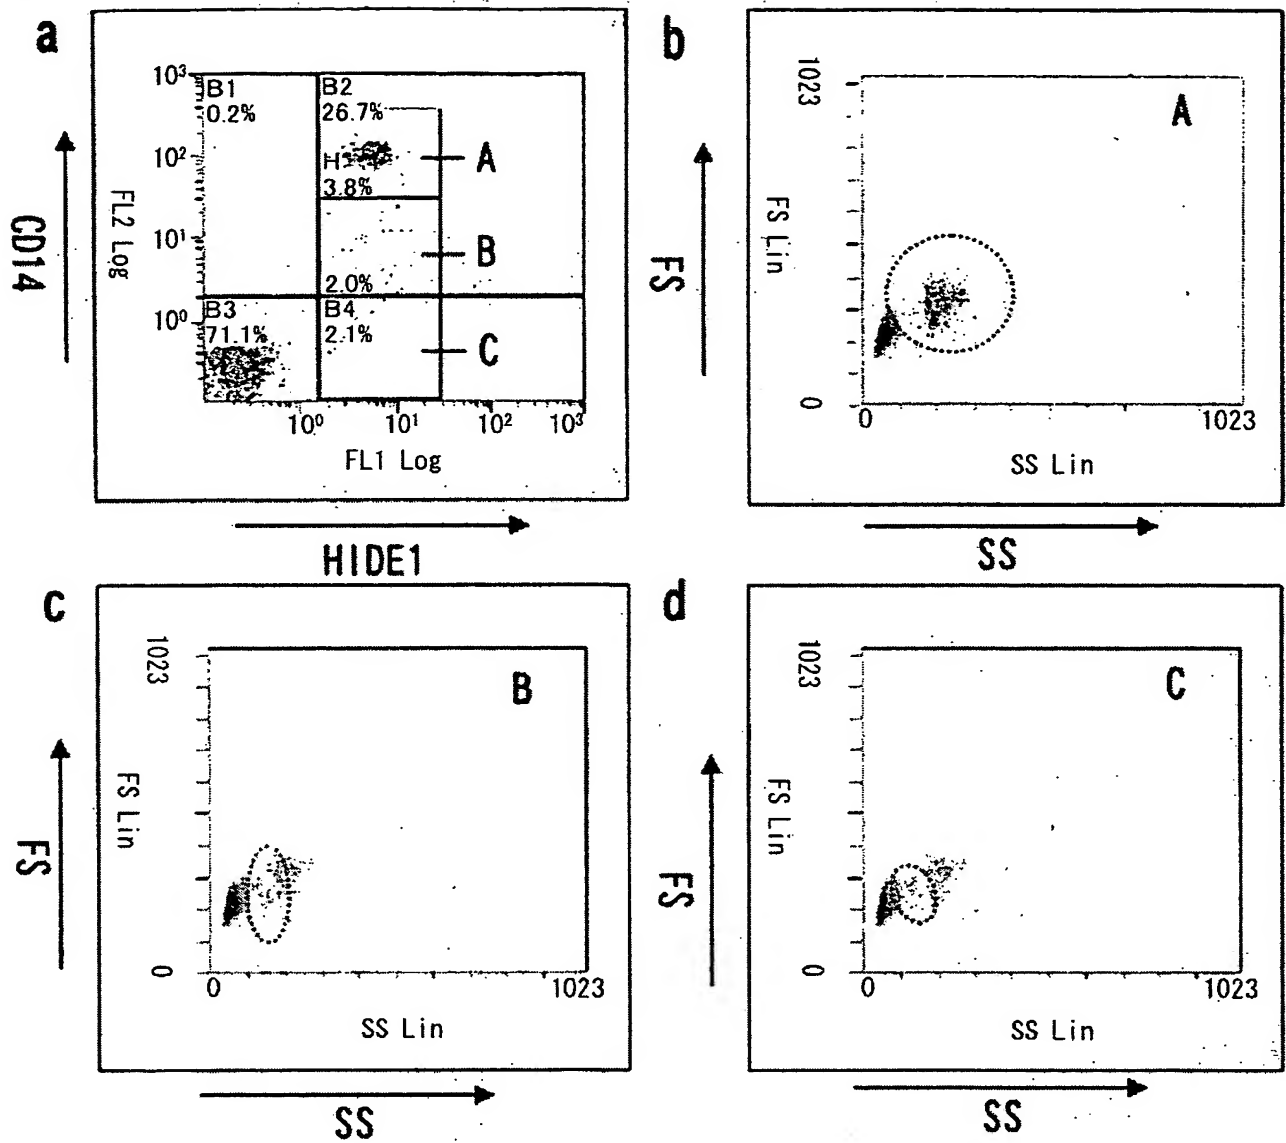 a
10³
10²
10¹
10⁰
CD14
FL2 Log
B1
0.2%
B2
26.7%
H
3.8%
2.0%
B3
71.1%
B4
2.1%
A
B
C
10⁰ 10¹ 10² 10³
FL1 Log
HIDE1
b
1023
A
FS
FS Lin
0
0 1023
SS Lin
SS
c
1023
B
FS
FS Lin
0
0 1023
SS Lin
SS
d
1023
C
FS
FS Lin
0
0 1023
SS Lin
SS